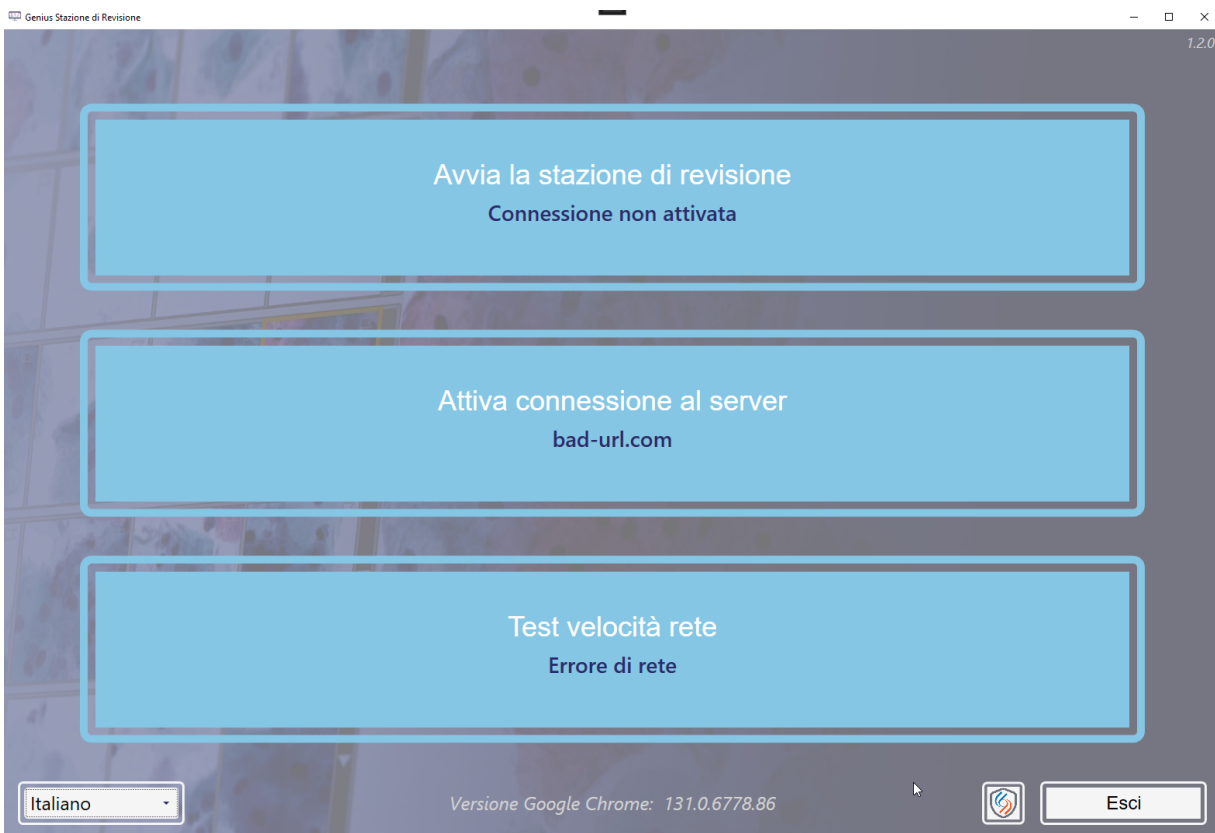 Genius Stazione di Revisione
1.2.0
Avvia la stazione di revisione
Connessione non attivata
Attiva connessione al server
bad-url.com
Test velocità rete
Errore di rete
Italiano
Versione Google Chrome: 131.0.6778.86
Esci